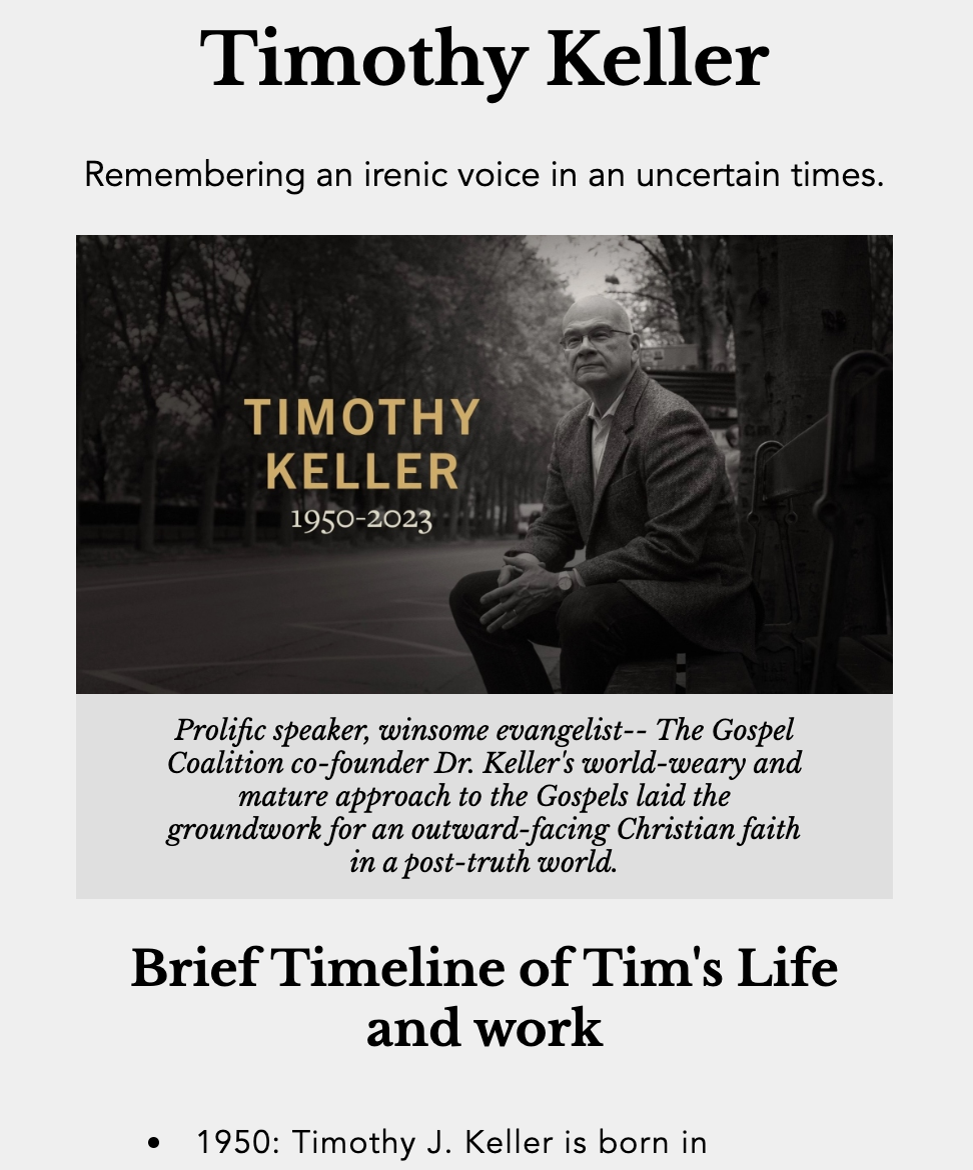 Timothy Keller
Remembering an irenic voice in an uncertain times.
TIMOTHY
KELLER
1950-2023
Prolific speaker, winsome evangelist-- The Gospel
Coalition co-founder Dr. Keller's world-weary and
mature approach to the Gospels laid the
groundwork for an outward-facing Christian faith
in a post-truth world.
Brief Timeline of Tim's Life
and work
• 1950: Timothy J. Keller is born in